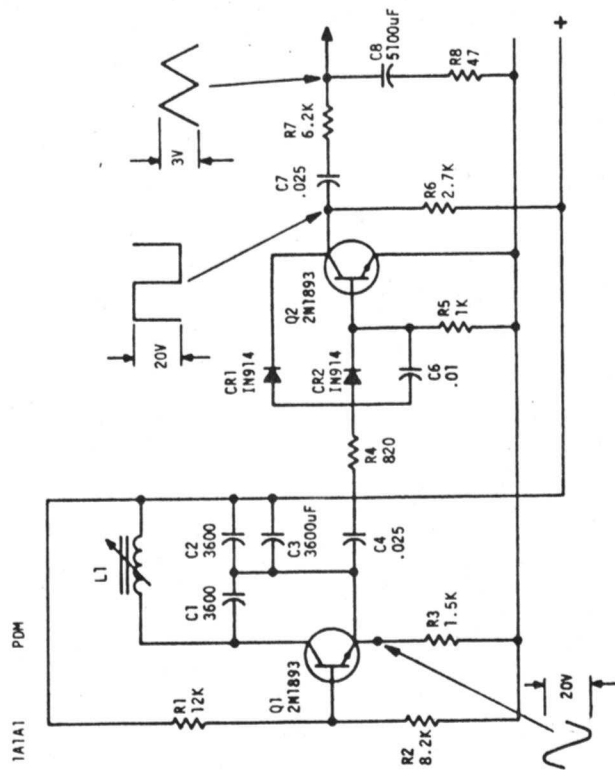 1A1A1 PDM
R1
12K
R2
8.2K
Q1
2N1893
L1
C1
3600
C2
3600
C3
3600uF
C4
.025
R3
1.5K
20V
R4
820
20V
CR1
IN914
CR2
IN914
C6
.01
Q2
2N1893
R5
1K
3V
C7
.025
R6
2.7K
R7
6.2K
C8
5100uF
R8
47
+